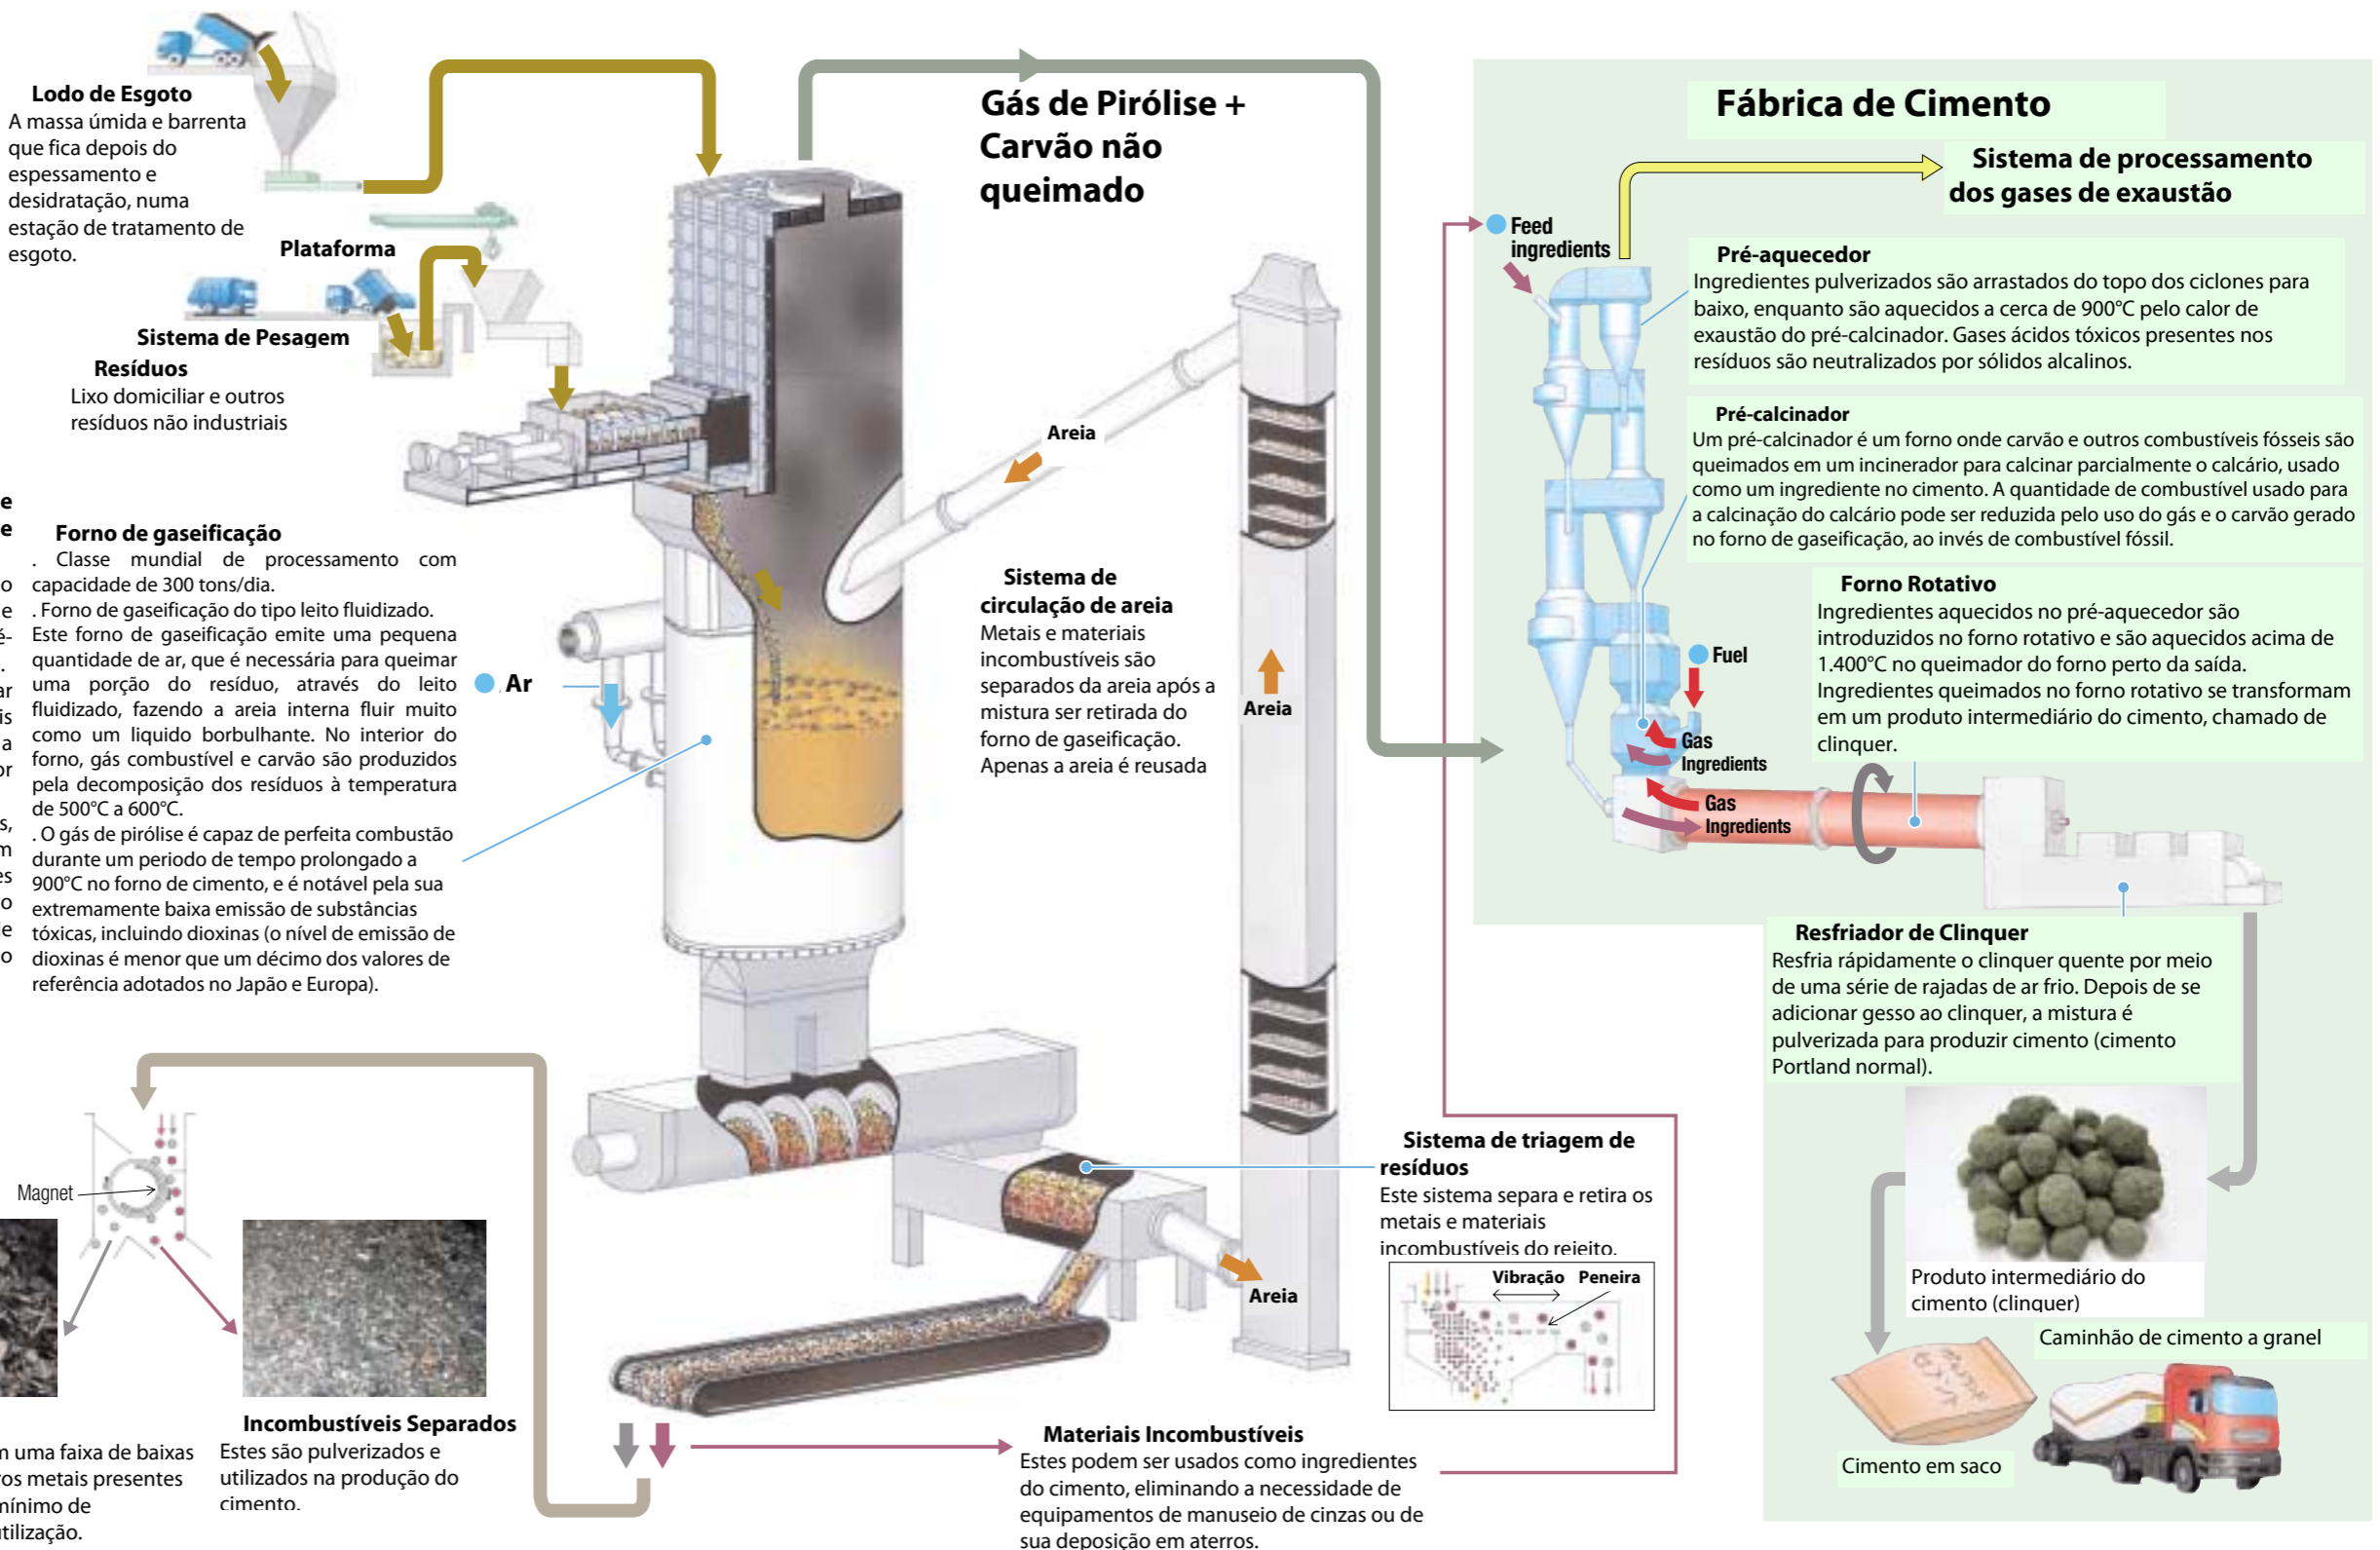 Lodo de Esgoto
A massa úmida e barrenta
que fica depois do
espessamento e
desidratação, numa
estação de tratamento de
esgoto.
Plataforma
Sistema de Pesagem
Resíduos
Lixo domiciliar e outros
resíduos não industriais
e
e
o
e
é-
.
ar
is
a
or
s,
m
es
o
le
o
Forno de gaseificação
. Classe mundial de processamento com
capacidade de 300 tons/dia.
. Forno de gaseificação do tipo leito fluidizado.
Este forno de gaseificação emite uma pequena
quantidade de ar, que é necessária para queimar
uma porção do resíduo, através do leito
fluidizado, fazendo a areia interna fluir muito
como um liquido borbulhante. No interior do
forno, gás combustível e carvão são produzidos
pela decomposição dos resíduos à temperatura
de 500°C a 600°C.
. O gás de pirólise é capaz de perfeita combustão
durante um periodo de tempo prolongado a
900°C no forno de cimento, e é notável pela sua
extremamente baixa emissão de substâncias
tóxicas, incluindo dioxinas (o nível de emissão de
dioxinas é menor que um décimo dos valores de
referência adotados no Japão e Europa).
Ar
Gás de Pirólise +
Carvão não
queimado
Areia
Sistema de
circulação de areia
Metais e materiais
incombustíveis são
separados da areia após a
mistura ser retirada do
forno de gaseificação.
Apenas a areia é reusada
Areia
Areia
Fábrica de Cimento
Sistema de processamento
dos gases de exaustão
Feed
ingredients
Pré-aquecedor
Ingredientes pulverizados são arrastados do topo dos ciclones para
baixo, enquanto são aquecidos a cerca de 900°C pelo calor de
exaustão do pré-calcinador. Gases ácidos tóxicos presentes nos
resíduos são neutralizados por sólidos alcalinos.
Pré-calcinador
Um pré-calcinador é um forno onde carvão e outros combustíveis fósseis são
queimados em um incinerador para calcinar parcialmente o calcário, usado
como um ingrediente no cimento. A quantidade de combustível usado para
a calcinação do calcário pode ser reduzida pelo uso do gás e o carvão gerado
no forno de gaseificação, ao invés de combustível fóssil.
Forno Rotativo
Ingredientes aquecidos no pré-aquecedor são
introduzidos no forno rotativo e são aquecidos acima de
1.400°C no queimador do forno perto da saída.
Ingredientes queimados no forno rotativo se transformam
em um produto intermediário do cimento, chamado de
clinquer.
Fuel
Gas
Ingredients
Gas
Ingredients
Resfriador de Clinquer
Resfria rápidamente o clinquer quente por meio
de uma série de rajadas de ar frio. Depois de se
adicionar gesso ao clinquer, a mistura é
pulverizada para produzir cimento (cimento
Portland normal).
Produto intermediário do
cimento (clinquer)
Caminhão de cimento a granel
Cimento em saco
Sistema de triagem de
resíduos
Este sistema separa e retira os
metais e materiais
incombustíveis do rejeito.
Vibração Peneira
Magnet
Incombustíveis Separados
Estes são pulverizados e
utilizados na produção do
cimento.
m uma faixa de baixas
ros metais presentes
mínimo de
utilização.
Materiais Incombustíveis
Estes podem ser usados como ingredientes
do cimento, eliminando a necessidade de
equipamentos de manuseio de cinzas ou de
sua deposição em aterros.